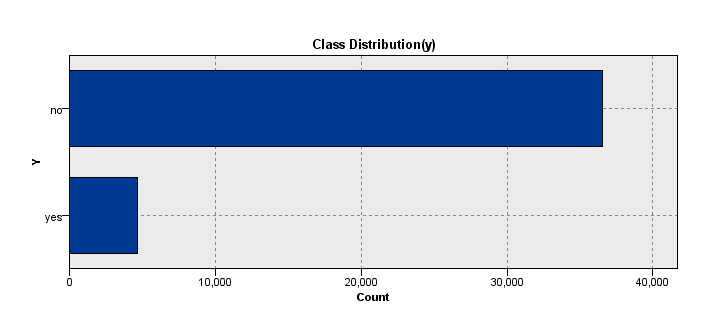 Class Distribution(y)
no
Y
yes
0
10,000
20,000
30,000
40,000
Count